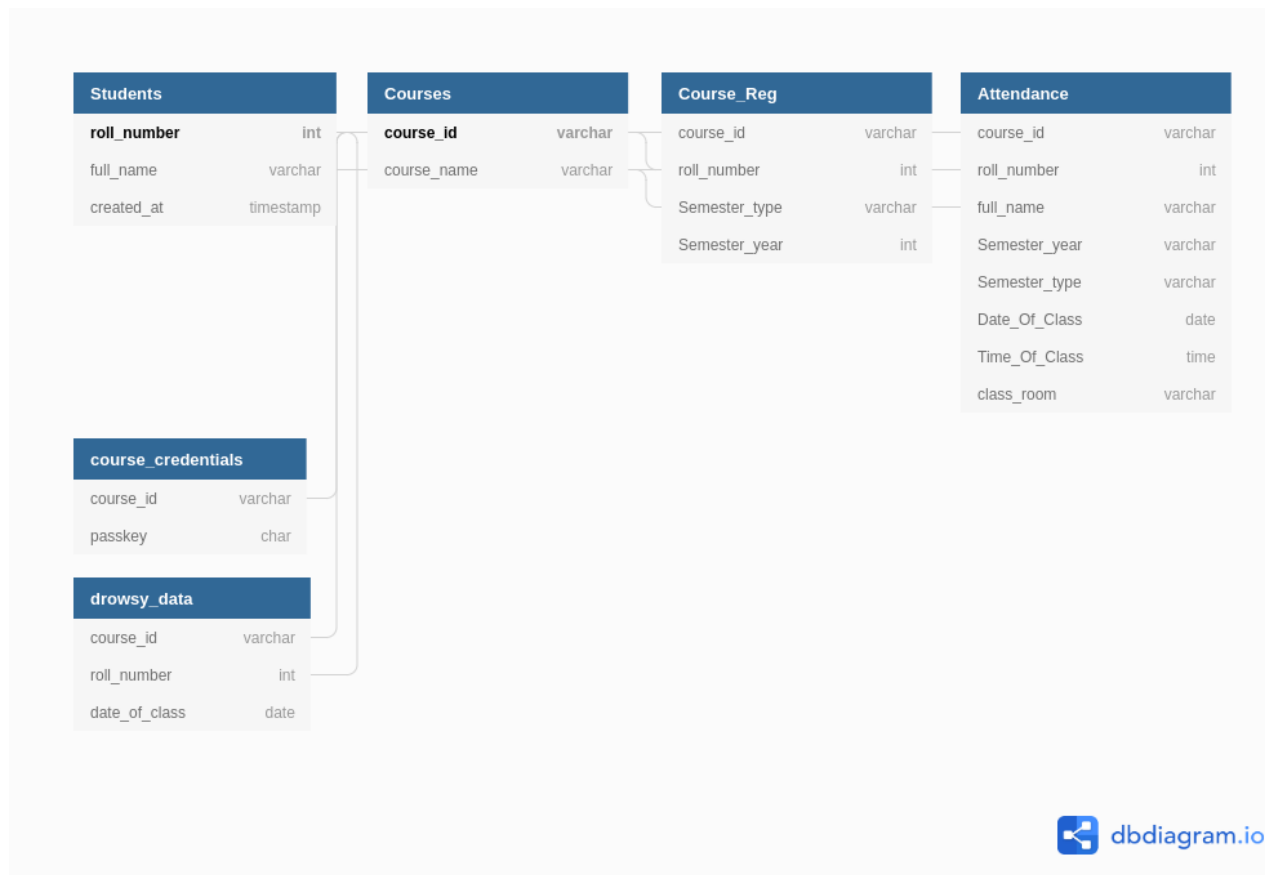 Students
roll_number int
full_name varchar
created_at timestamp
Courses
course_id varchar
course_name varchar
Course_Reg
course_id varchar
roll_number int
Semester_type varchar
Semester_year int
Attendance
course_id varchar
roll_number int
full_name varchar
Semester_year varchar
Semester_type varchar
Date_Of_Class date
Time_Of_Class time
class_room varchar
course_credentials
course_id varchar
passkey char
drowsy_data
course_id varchar
roll_number int
date_of_class date
dbdiagram.io